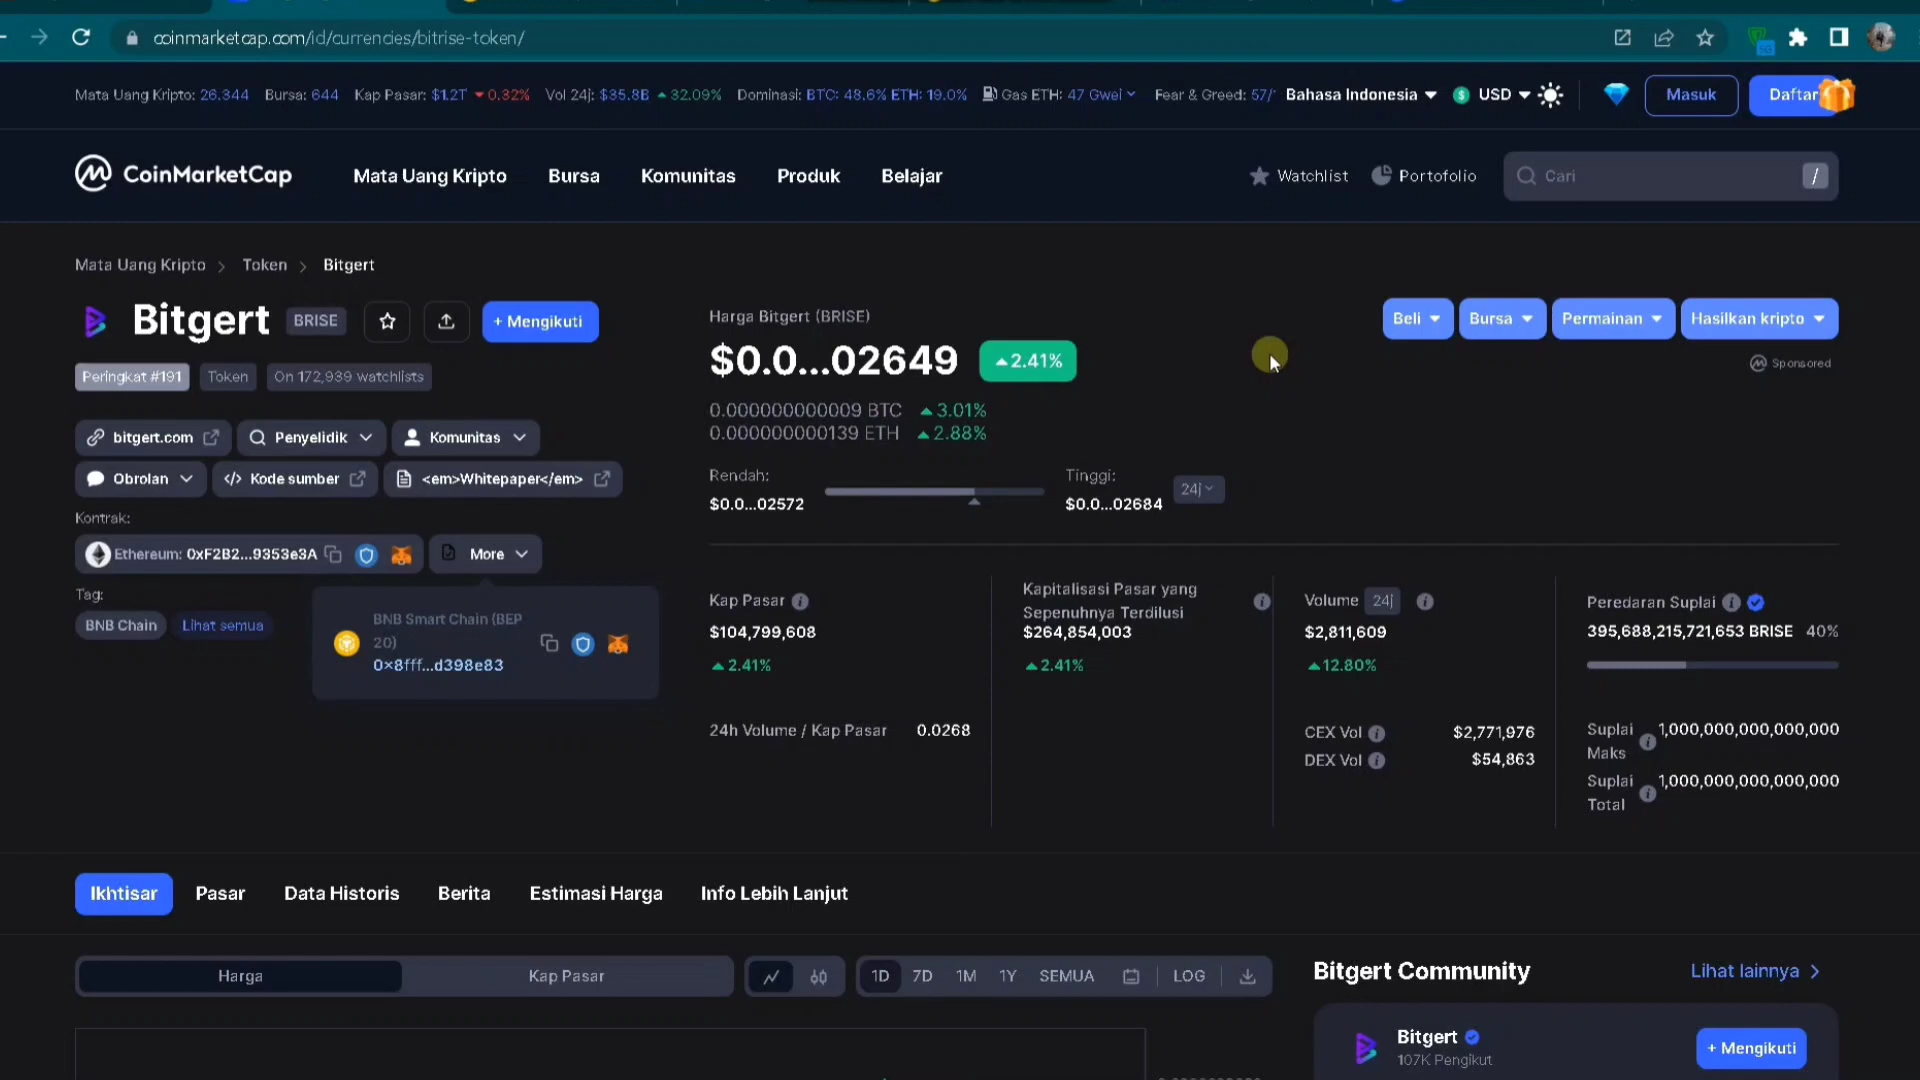 coinmarketcap.com/id/currencies/bitrise-token/
SG
Mata Uang Kripto: 26.344 Bursa: 644 Kap Pasar: $1.2T 0.32% Vol 24j: $35.8B 32.09% Dominasi: BTC: 48.6% ETH: 19.0% Gas ETH: 47 Gwei Fear & Greed: 57/ Bahasa Indonesia USD Masuk Daftar
CoinMarketCap Mata Uang Kripto Bursa Komunitas Produk Belajar Watchlist Portofolio Cari /
Mata Uang Kripto > Token > Bitgert
Bitgert BRISE + Mengikuti
Peringkat #191 Token On 172,939 watchlists
bitgert.com Penyelidik Komunitas
Obrolan </> Kode sumber <em>Whitepaper</em>
Kontrak:
Ethereum: 0xF2B2...9353e3A More
Tag:
BNB Chain Lihat semua
BNB Smart Chain (BEP
20)
0x8fff...d398e83
Harga Bitgert (BRISE)
$0.0...02649 2.41%
0.000000000009 BTC 3.01%
0.000000000139 ETH 2.88%
Rendah:
$0.0...02572
Tinggi:
$0.0...02684
24j
Beli Bursa Permainan Hasilkan kripto
Sponsored
Kap Pasar
$104,799,608
2.41%
24h Volume / Kap Pasar 0.0268
Kapitalisasi Pasar yang
Sepenuhnya Terdilusi
$264,854,003
2.41%
Volume 24j
$2,811,609
12.80%
CEX Vol $2,771,976
DEX Vol $54,863
Peredaran Suplai
395,688,215,721,653 BRISE 40%
Suplai
Maks
1,000,000,000,000,000
Suplai
Total
1,000,000,000,000,000
Ikhtisar Pasar Data Historis Berita Estimasi Harga Info Lebih Lanjut
Harga Kap Pasar 1D 7D 1M 1Y SEMUA LOG
Bitgert Community Lihat lainnya >
Bitgert
107K Pengikut
+ Mengikuti